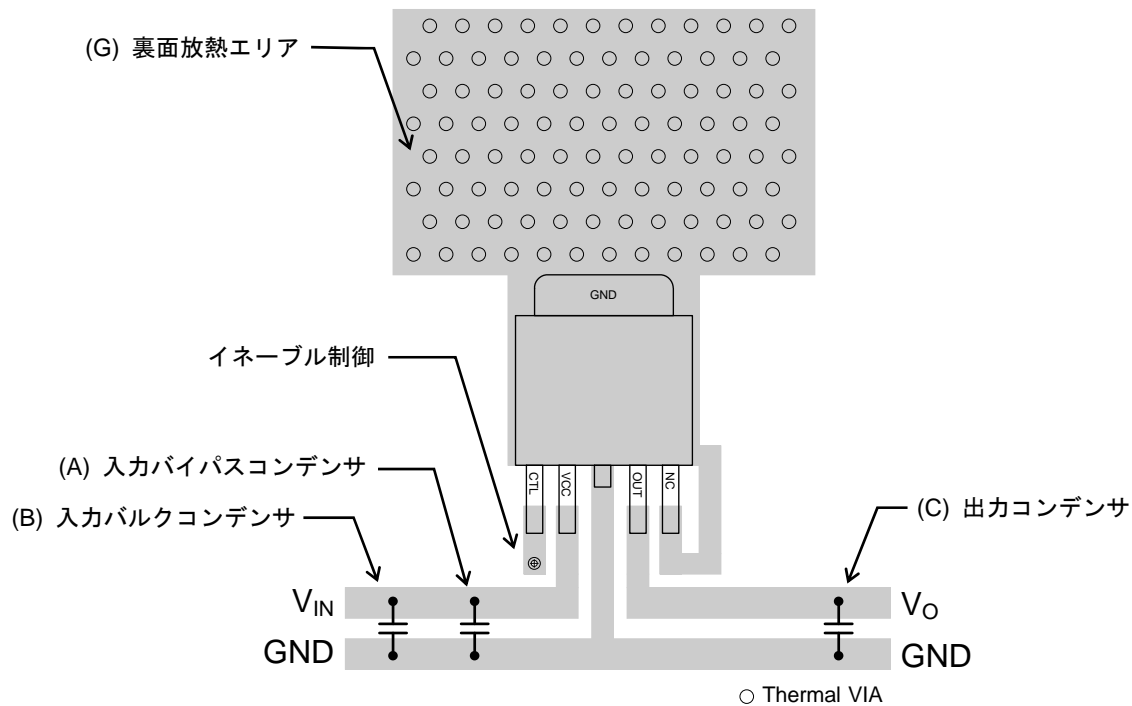 (G) 裏面放熱エリア
GND
イネーブル制御
(A) 入力バイパスコンデンサ
(B) 入力バルクコンデンサ
CTL
VCC
OUT
NC
(C) 出力コンデンサ
VIN
VO
GND
GND
Thermal VIA